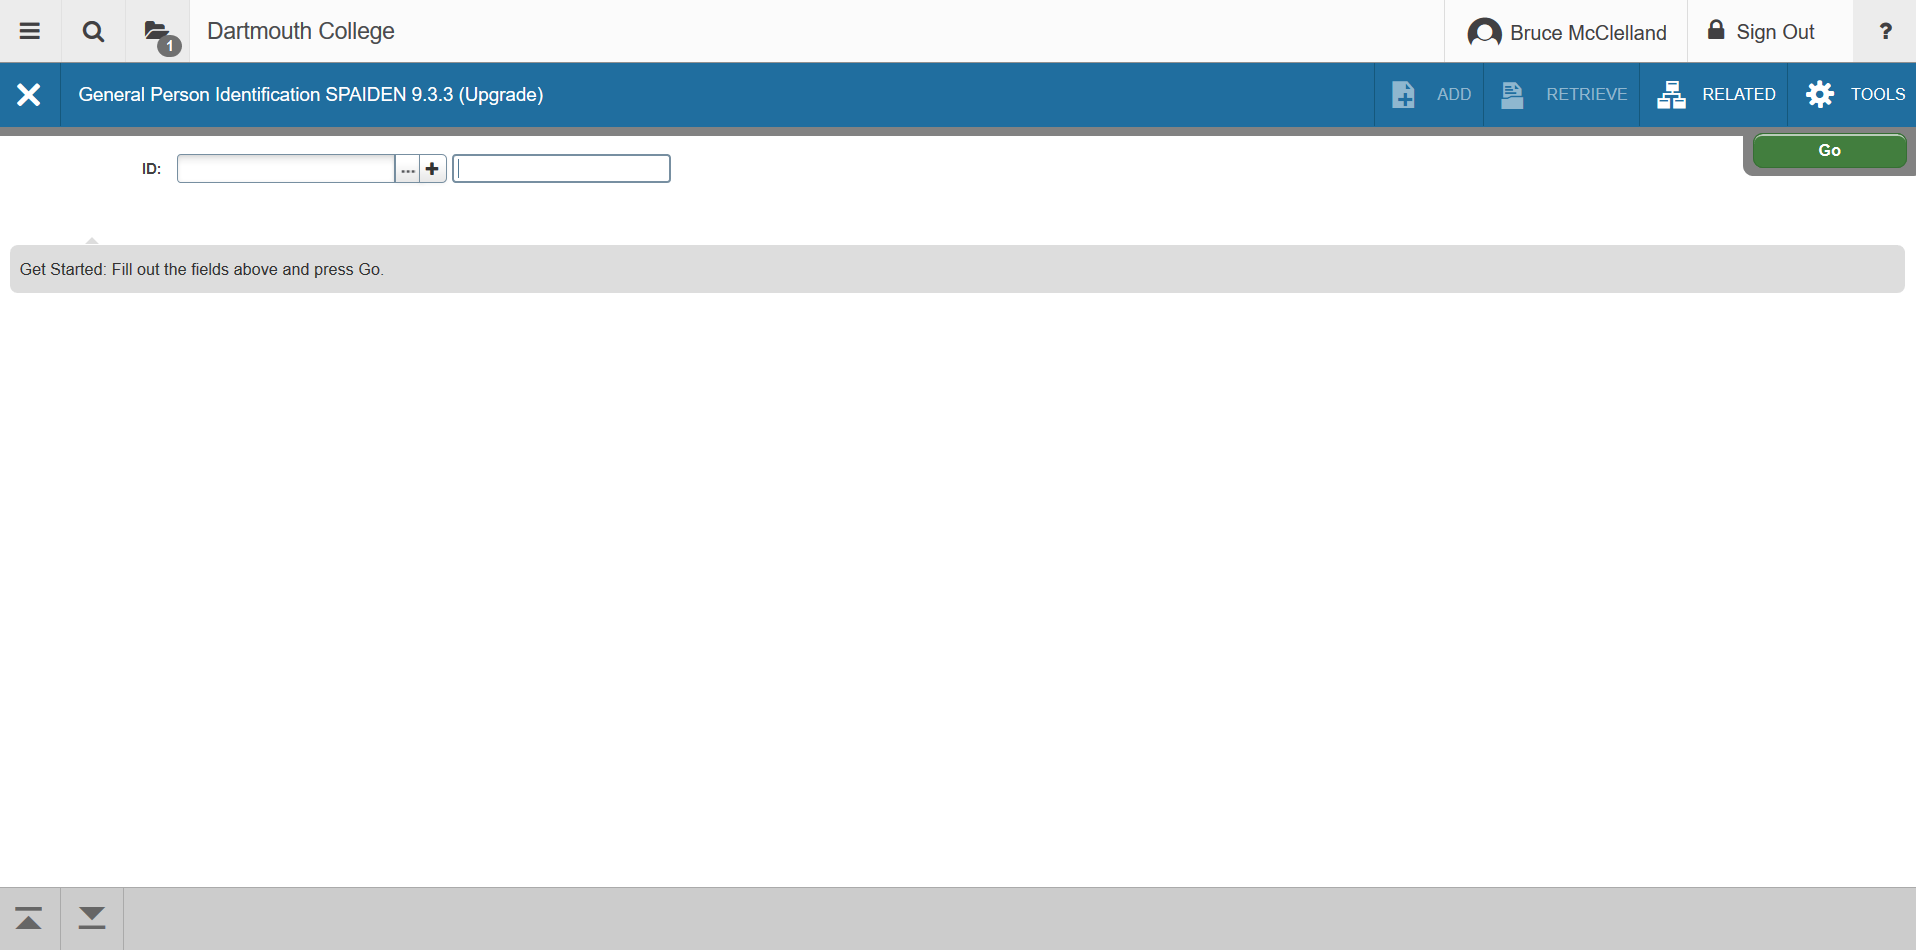 1
Dartmouth College
Bruce McClelland
Sign Out
?
General Person Identification SPAIDEN 9.3.3 (Upgrade)
ADD
RETRIEVE
RELATED
TOOLS
ID:
...
Go
Get Started: Fill out the fields above and press Go.